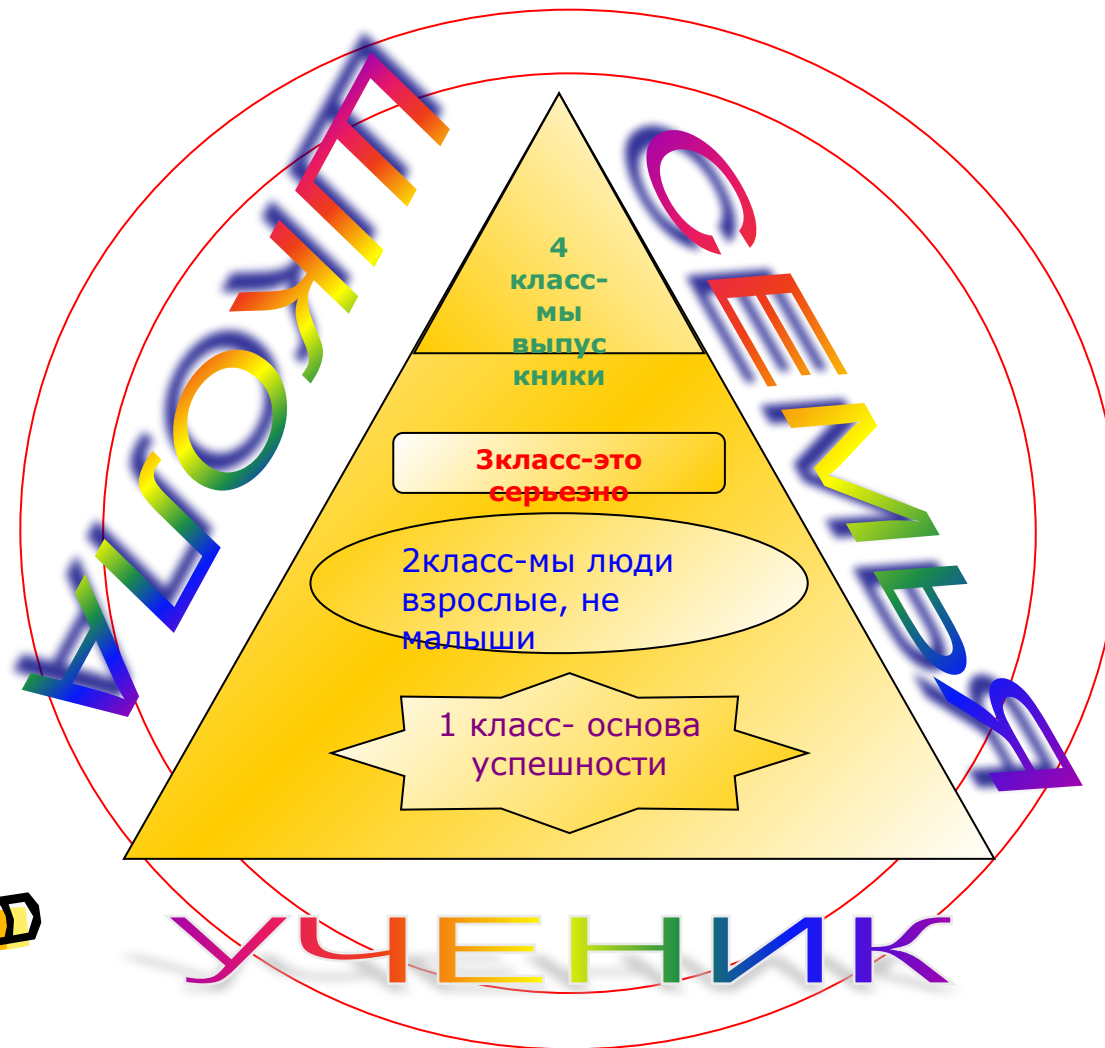 ШКОЛА
СЕМЬЯ
4
класс-
мы
выпус
кники
3класс-это
серьезно
2класс-мы люди
взрослые, не
малыши
1 класс- основа
успешности
УЧЕНИК